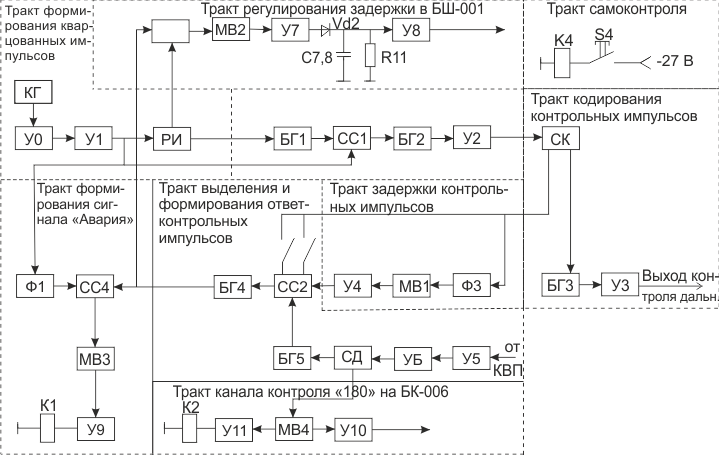 Тракт форми-
рования квар-
цованных им-
пульсов
Тракт регулирования задержки в БШ-001
Тракт самоконтроля
МВ2
У7
Vd2
У8
С7,8
R11
К4
S4
-27 В
КГ
Тракт кодирования
контрольных импульсов
У0
У1
РИ
БГ1
СС1
БГ2
У2
СК
Тракт форми-
рования сиг-
нала «Авария»
Тракт выделения и
формирования ответ-
контрольных
импульсов
Тракт задержки контроль-
ных импульсов
Ф1
СС4
БГ4
СС2
У4
МВ1
Ф3
БГ3
У3
Выход кон-
троля дальн.
МВ3
БГ5
СД
УБ
У5
от
КВП
Тракт канала контроля «180» на БК-006
К1
У9
К2
У11
МВ4
У10